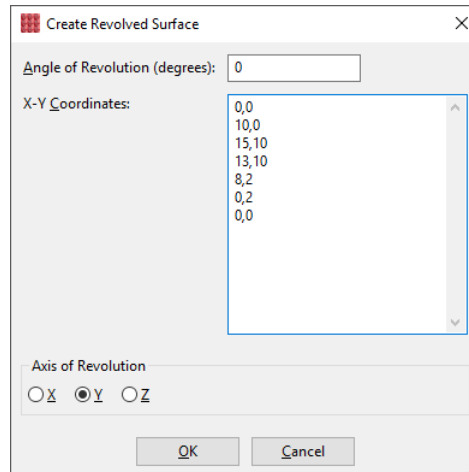 Create Revolved Surface
Angle of Revolution (degrees): 0
X-Y Coordinates:
0,0
10,0
15,10
13,10
8,2
0,2
0,0
Axis of Revolution
X Y Z
OK Cancel